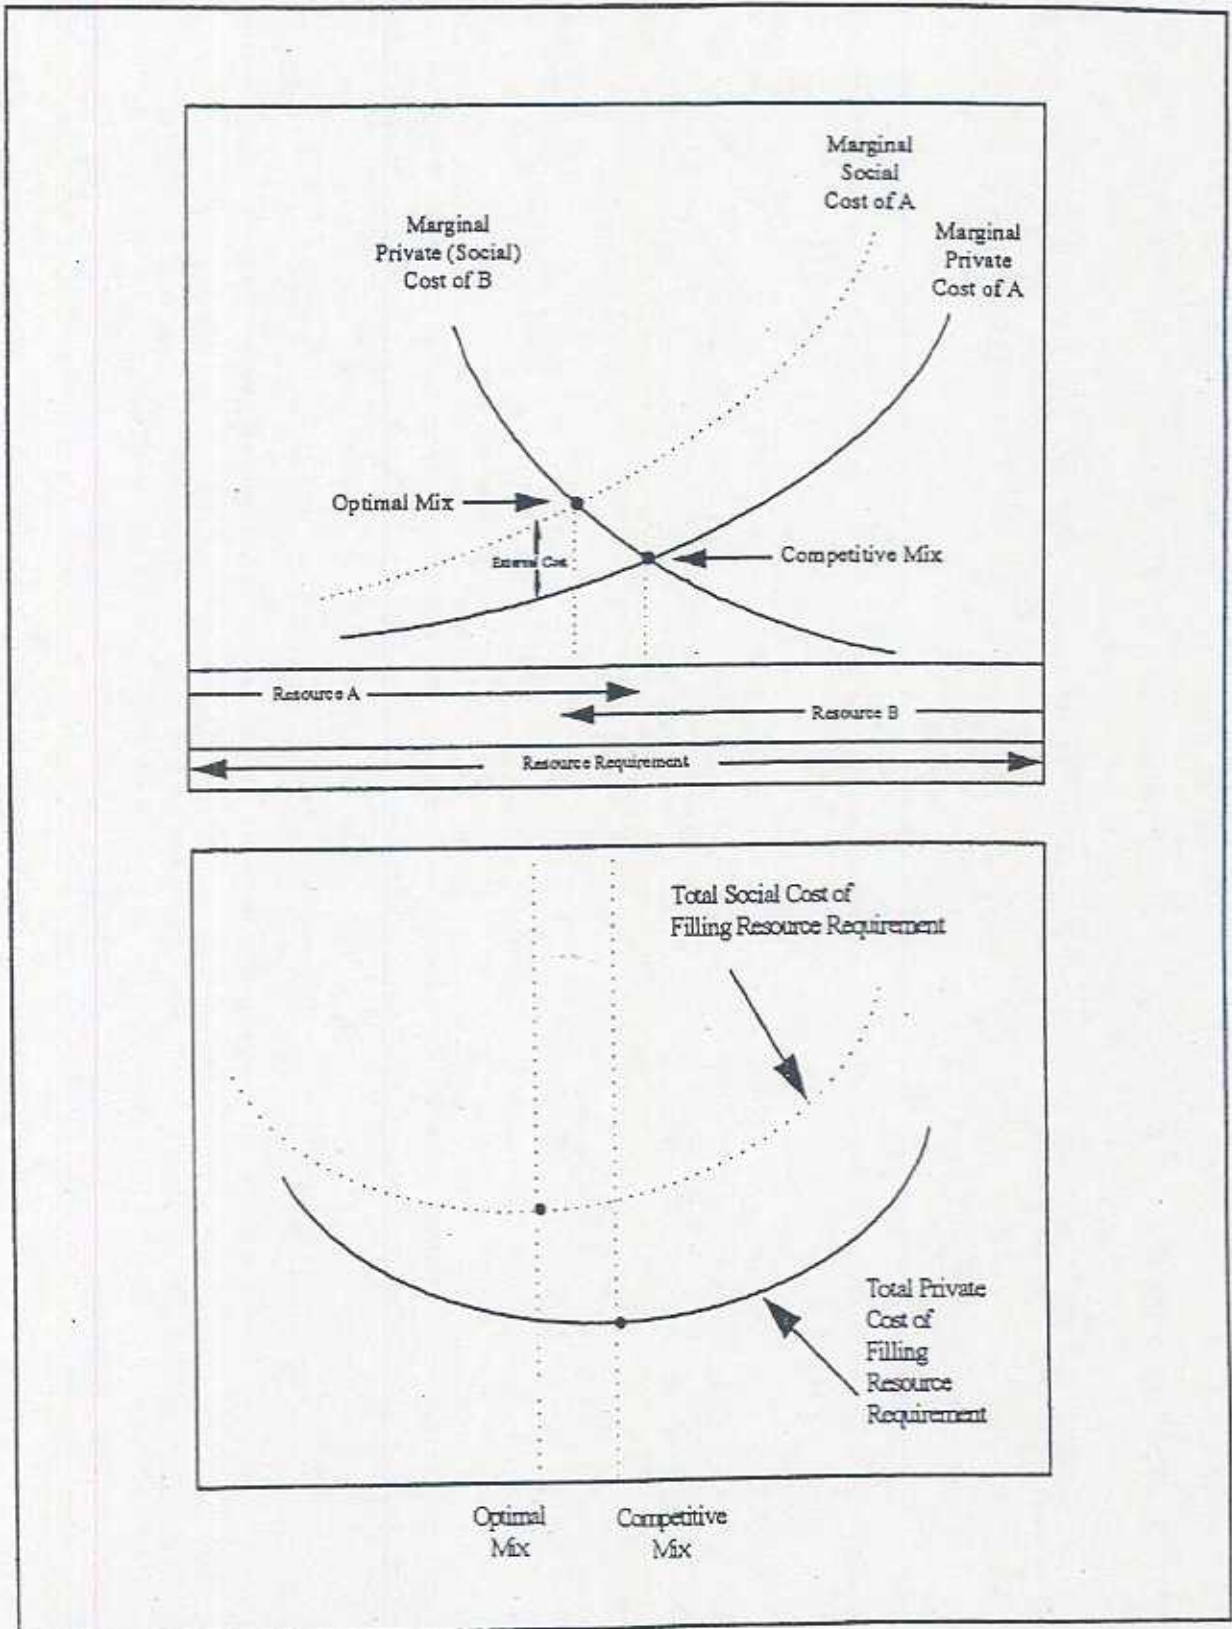 Marginal
Social
Cost of A
Marginal
Private (Social)
Cost of B
Marginal
Private
Cost of A
Optimal Mix
External Cost
Competitive Mix
Resource A
Resource B
Resource Requirement
Total Social Cost of
Filling Resource Requirement
Total Private
Cost of
Filling
Resource
Requirement
Optimal
Mix
Competitive
Mix